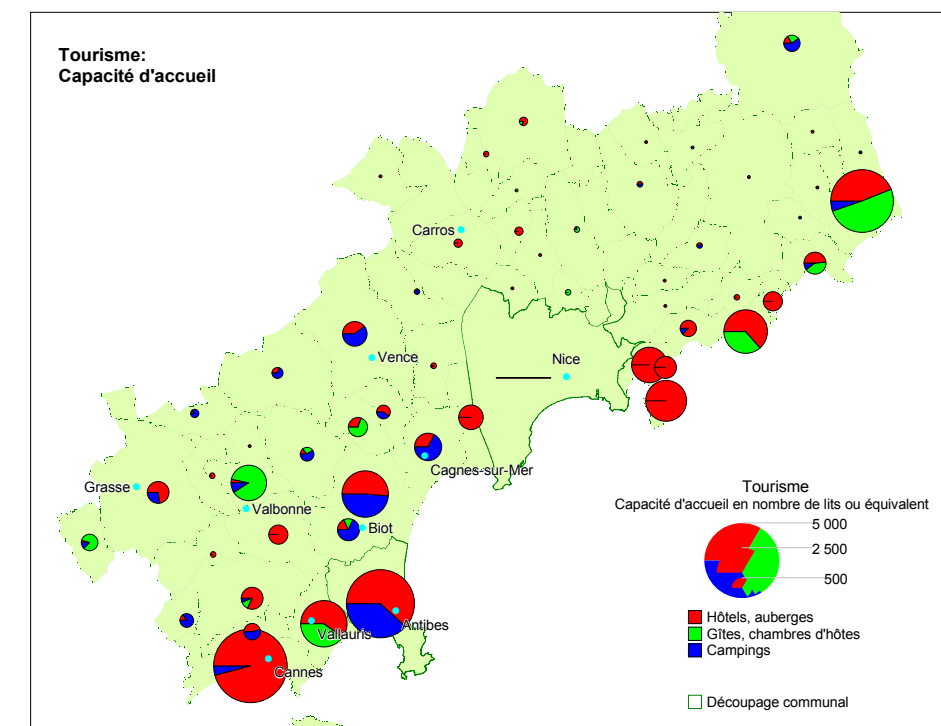 Tourisme:
Capacité d'accueil
Carros
Nice
Vence
Cagnes-sur-Mer
Grasse
Valbonne
Biot
Antibes
Vallauris
Cannes
Tourisme
Capacité d'accueil en nombre de lits ou équivalent
5 000
2 500
500
Hôtels, auberges
Gîtes, chambres d'hôtes
Campings
Découpage communal